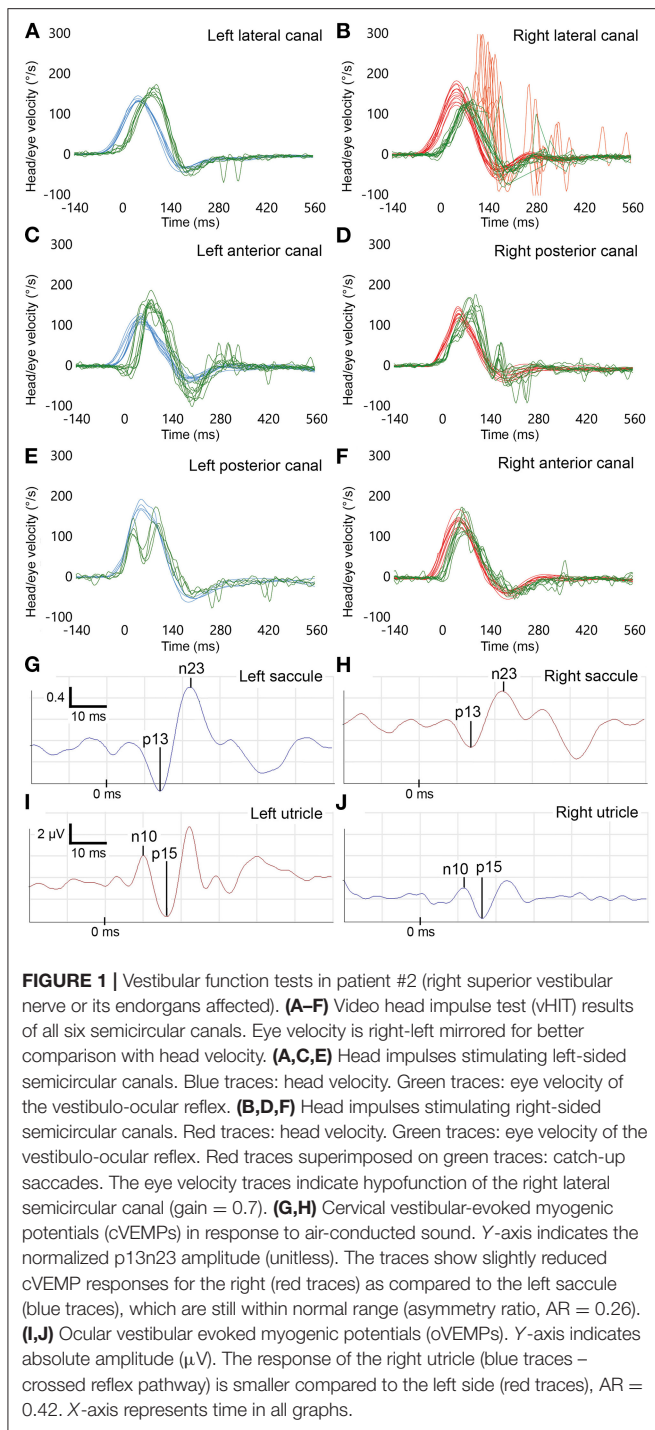 A
Left lateral canal
Head/eye velocity (°/s)
300
200
100
0
-100
-140 0 140 280 420 560
Time (ms)
B
Right lateral canal
Head/eye velocity (°/s)
300
200
100
0
-100
-140 0 140 280 420 560
Time (ms)
C
Left anterior canal
Head/eye velocity (°/s)
300
200
100
0
-100
-140 0 140 280 420 560
Time (ms)
D
Right posterior canal
Head/eye velocity (°/s)
300
200
100
0
-100
-140 0 140 280 420 560
Time (ms)
E
Left posterior canal
Head/eye velocity (°/s)
300
200
100
0
-100
-140 0 140 280 420 560
Time (ms)
F
Right anterior canal
Head/eye velocity (°/s)
300
200
100
0
-100
-140 0 140 280 420 560
Time (ms)
G
Left saccule
0.4
10 ms
n23
p13
0 ms
H
Right saccule
n23
p13
0 ms
I
Left utricle
2 µV
10 ms
n10
p15
0 ms
J
Right utricle
n10
p15
0 ms
FIGURE 1 | Vestibular function tests in patient #2 (right superior vestibular
nerve or its endorgans affected). (A–F) Video head impulse test (vHIT) results
of all six semicircular canals. Eye velocity is right-left mirrored for better
comparison with head velocity. (A,C,E) Head impulses stimulating left-sided
semicircular canals. Blue traces: head velocity. Green traces: eye velocity of
the vestibulo-ocular reflex. (B,D,F) Head impulses stimulating right-sided
semicircular canals. Red traces: head velocity. Green traces: eye velocity of the
vestibulo-ocular reflex. Red traces superimposed on green traces: catch-up
saccades. The eye velocity traces indicate hypofunction of the right lateral
semicircular canal (gain = 0.7). (G,H) Cervical vestibular-evoked myogenic
potentials (cVEMPs) in response to air-conducted sound. Y-axis indicates the
normalized p13n23 amplitude (unitless). The traces show slightly reduced
cVEMP responses for the right (red traces) as compared to the left saccule
(blue traces), which are still within normal range (asymmetry ratio, AR = 0.26).
(I,J) Ocular vestibular evoked myogenic potentials (oVEMPs). Y-axis indicates
absolute amplitude (µV). The response of the right utricle (blue traces –
crossed reflex pathway) is smaller compared to the left side (red traces), AR =
0.42. X-axis represents time in all graphs.